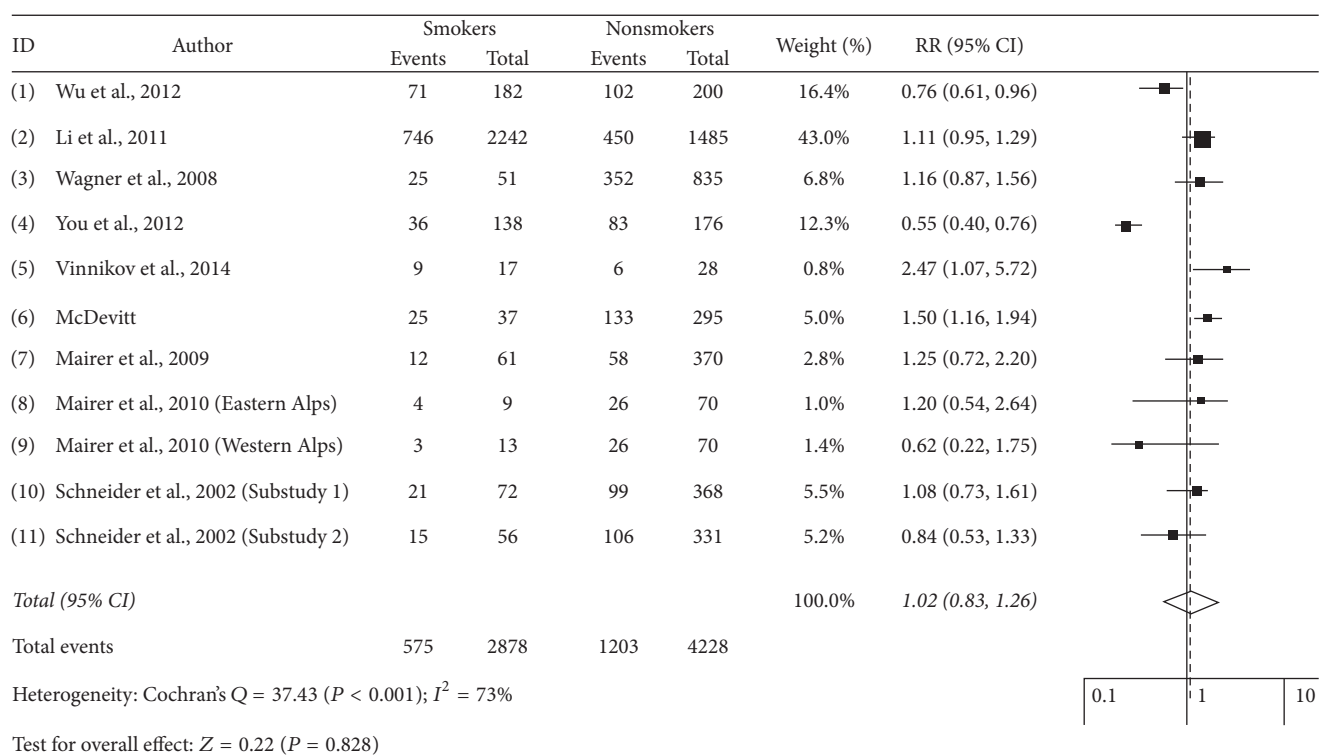 ID Author Smokers Nonsmokers Weight (%) RR (95% CI)
Events Total Events Total
(1) Wu et al., 2012 71 182 102 200 16.4% 0.76 (0.61, 0.96)
(2) Li et al., 2011 746 2242 450 1485 43.0% 1.11 (0.95, 1.29)
(3) Wagner et al., 2008 25 51 352 835 6.8% 1.16 (0.87, 1.56)
(4) You et al., 2012 36 138 83 176 12.3% 0.55 (0.40, 0.76)
(5) Vinnikov et al., 2014 9 17 6 28 0.8% 2.47 (1.07, 5.72)
(6) McDevitt 25 37 133 295 5.0% 1.50 (1.16, 1.94)
(7) Mairer et al., 2009 12 61 58 370 2.8% 1.25 (0.72, 2.20)
(8) Mairer et al., 2010 (Eastern Alps) 4 9 26 70 1.0% 1.20 (0.54, 2.64)
(9) Mairer et al., 2010 (Western Alps) 3 13 26 70 1.4% 0.62 (0.22, 1.75)
(10) Schneider et al., 2002 (Substudy 1) 21 72 99 368 5.5% 1.08 (0.73, 1.61)
(11) Schneider et al., 2002 (Substudy 2) 15 56 106 331 5.2% 0.84 (0.53, 1.33)
Total (95% CI) 100.0% 1.02 (0.83, 1.26)
Total events 575 2878 1203 4228
Heterogeneity: Cochran's Q = 37.43 (P < 0.001); I² = 73%
0.1 1 10
Test for overall effect: Z = 0.22 (P = 0.828)